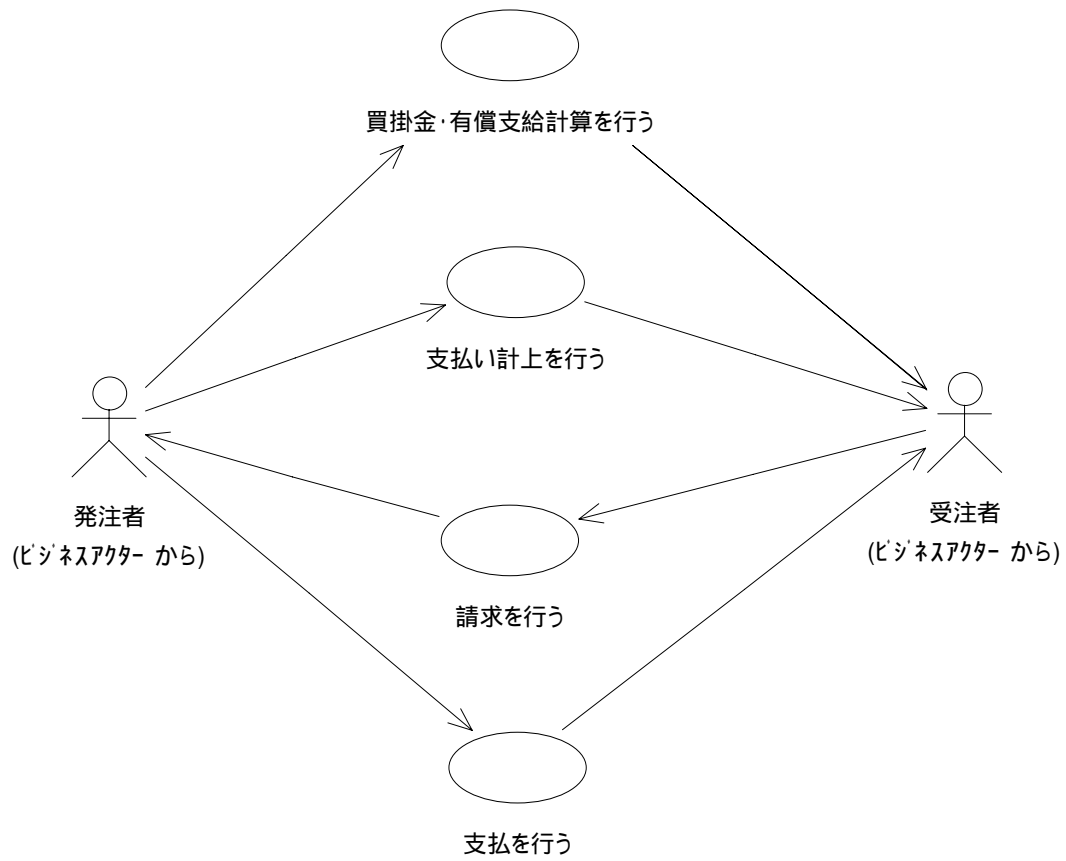 買掛金・有償支給計算を行う
支払い計上を行う
発注者
(ﾋﾞｼﾞﾈｽｱｸﾀｰ から)
受注者
(ﾋﾞｼﾞﾈｽｱｸﾀｰ から)
請求を行う
支払を行う